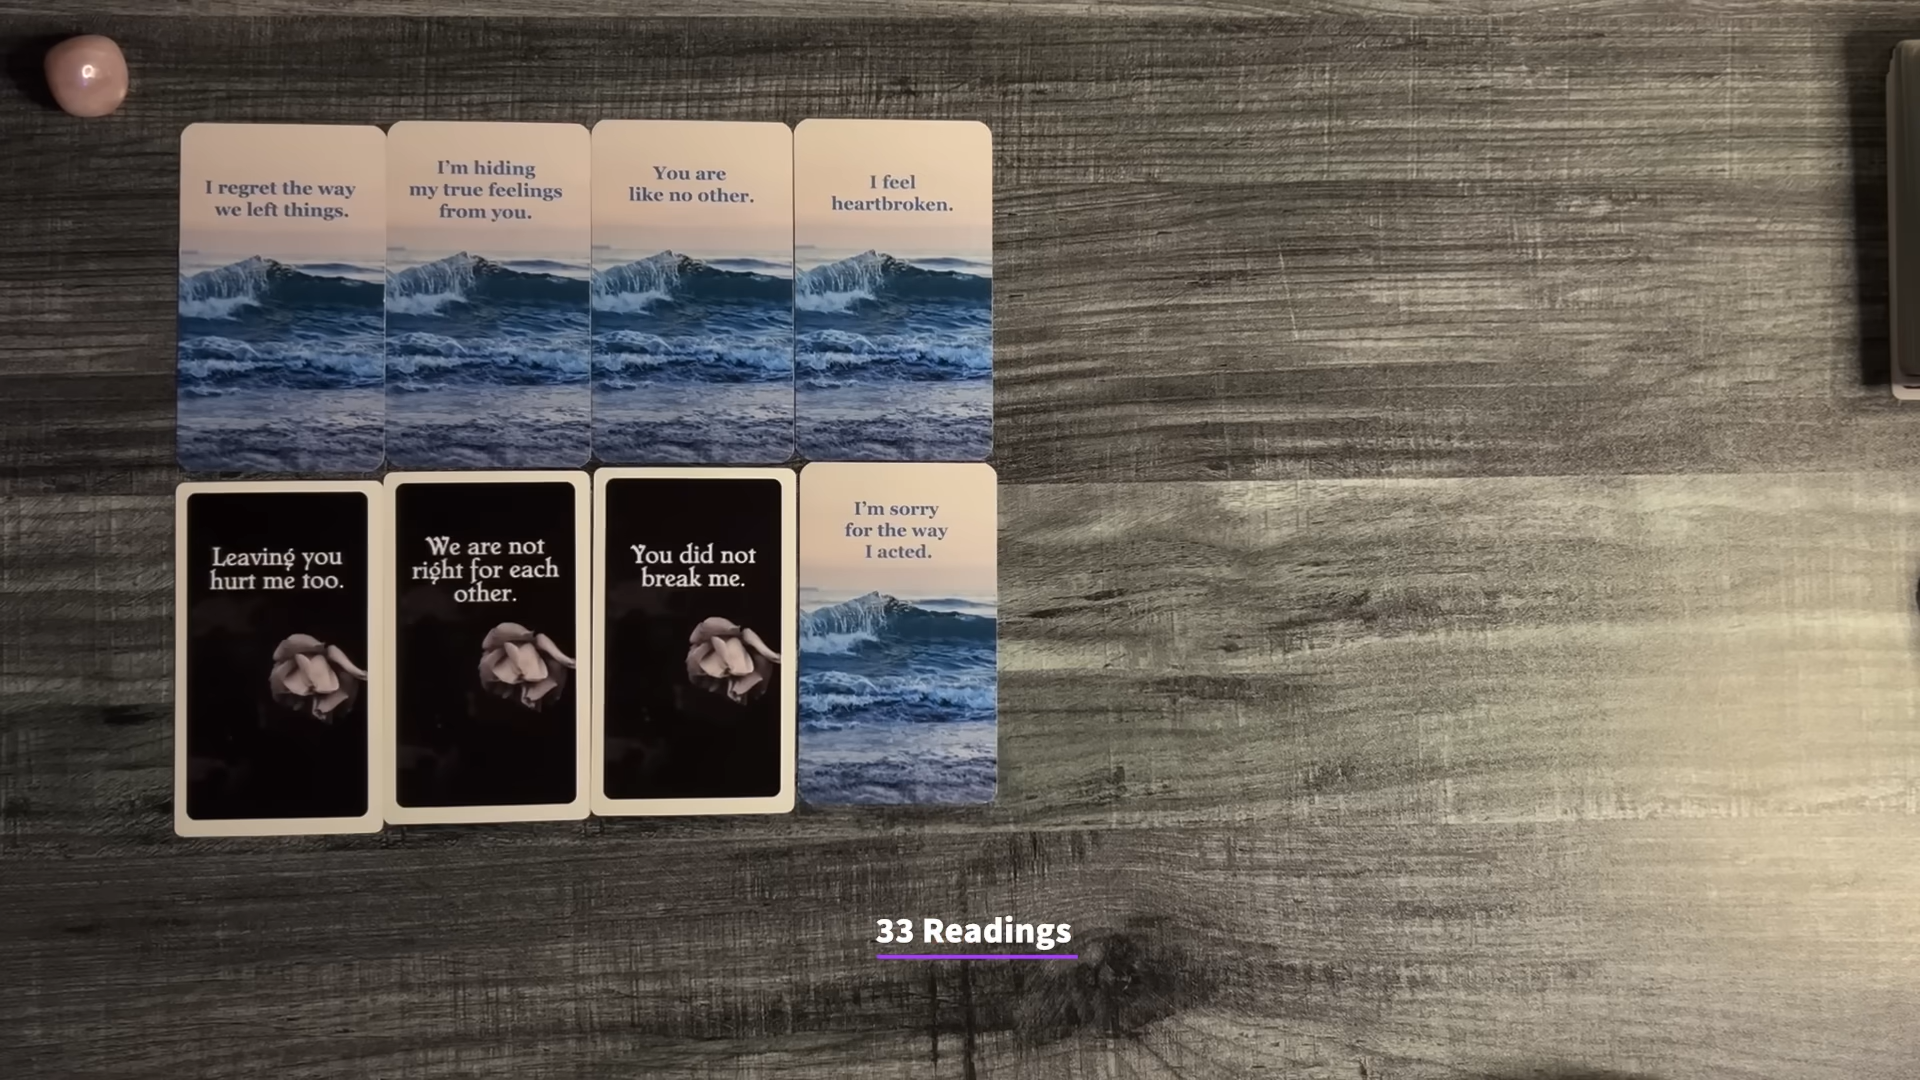 I regret the way
we left things.
I'm hiding
my true feelings
from you.
You are
like no other.
I feel
heartbroken.
Leaving you
hurt me too.
We are not
right for each
other.
You did not
break me.
I'm sorry
for the way
I acted.
33 Readings